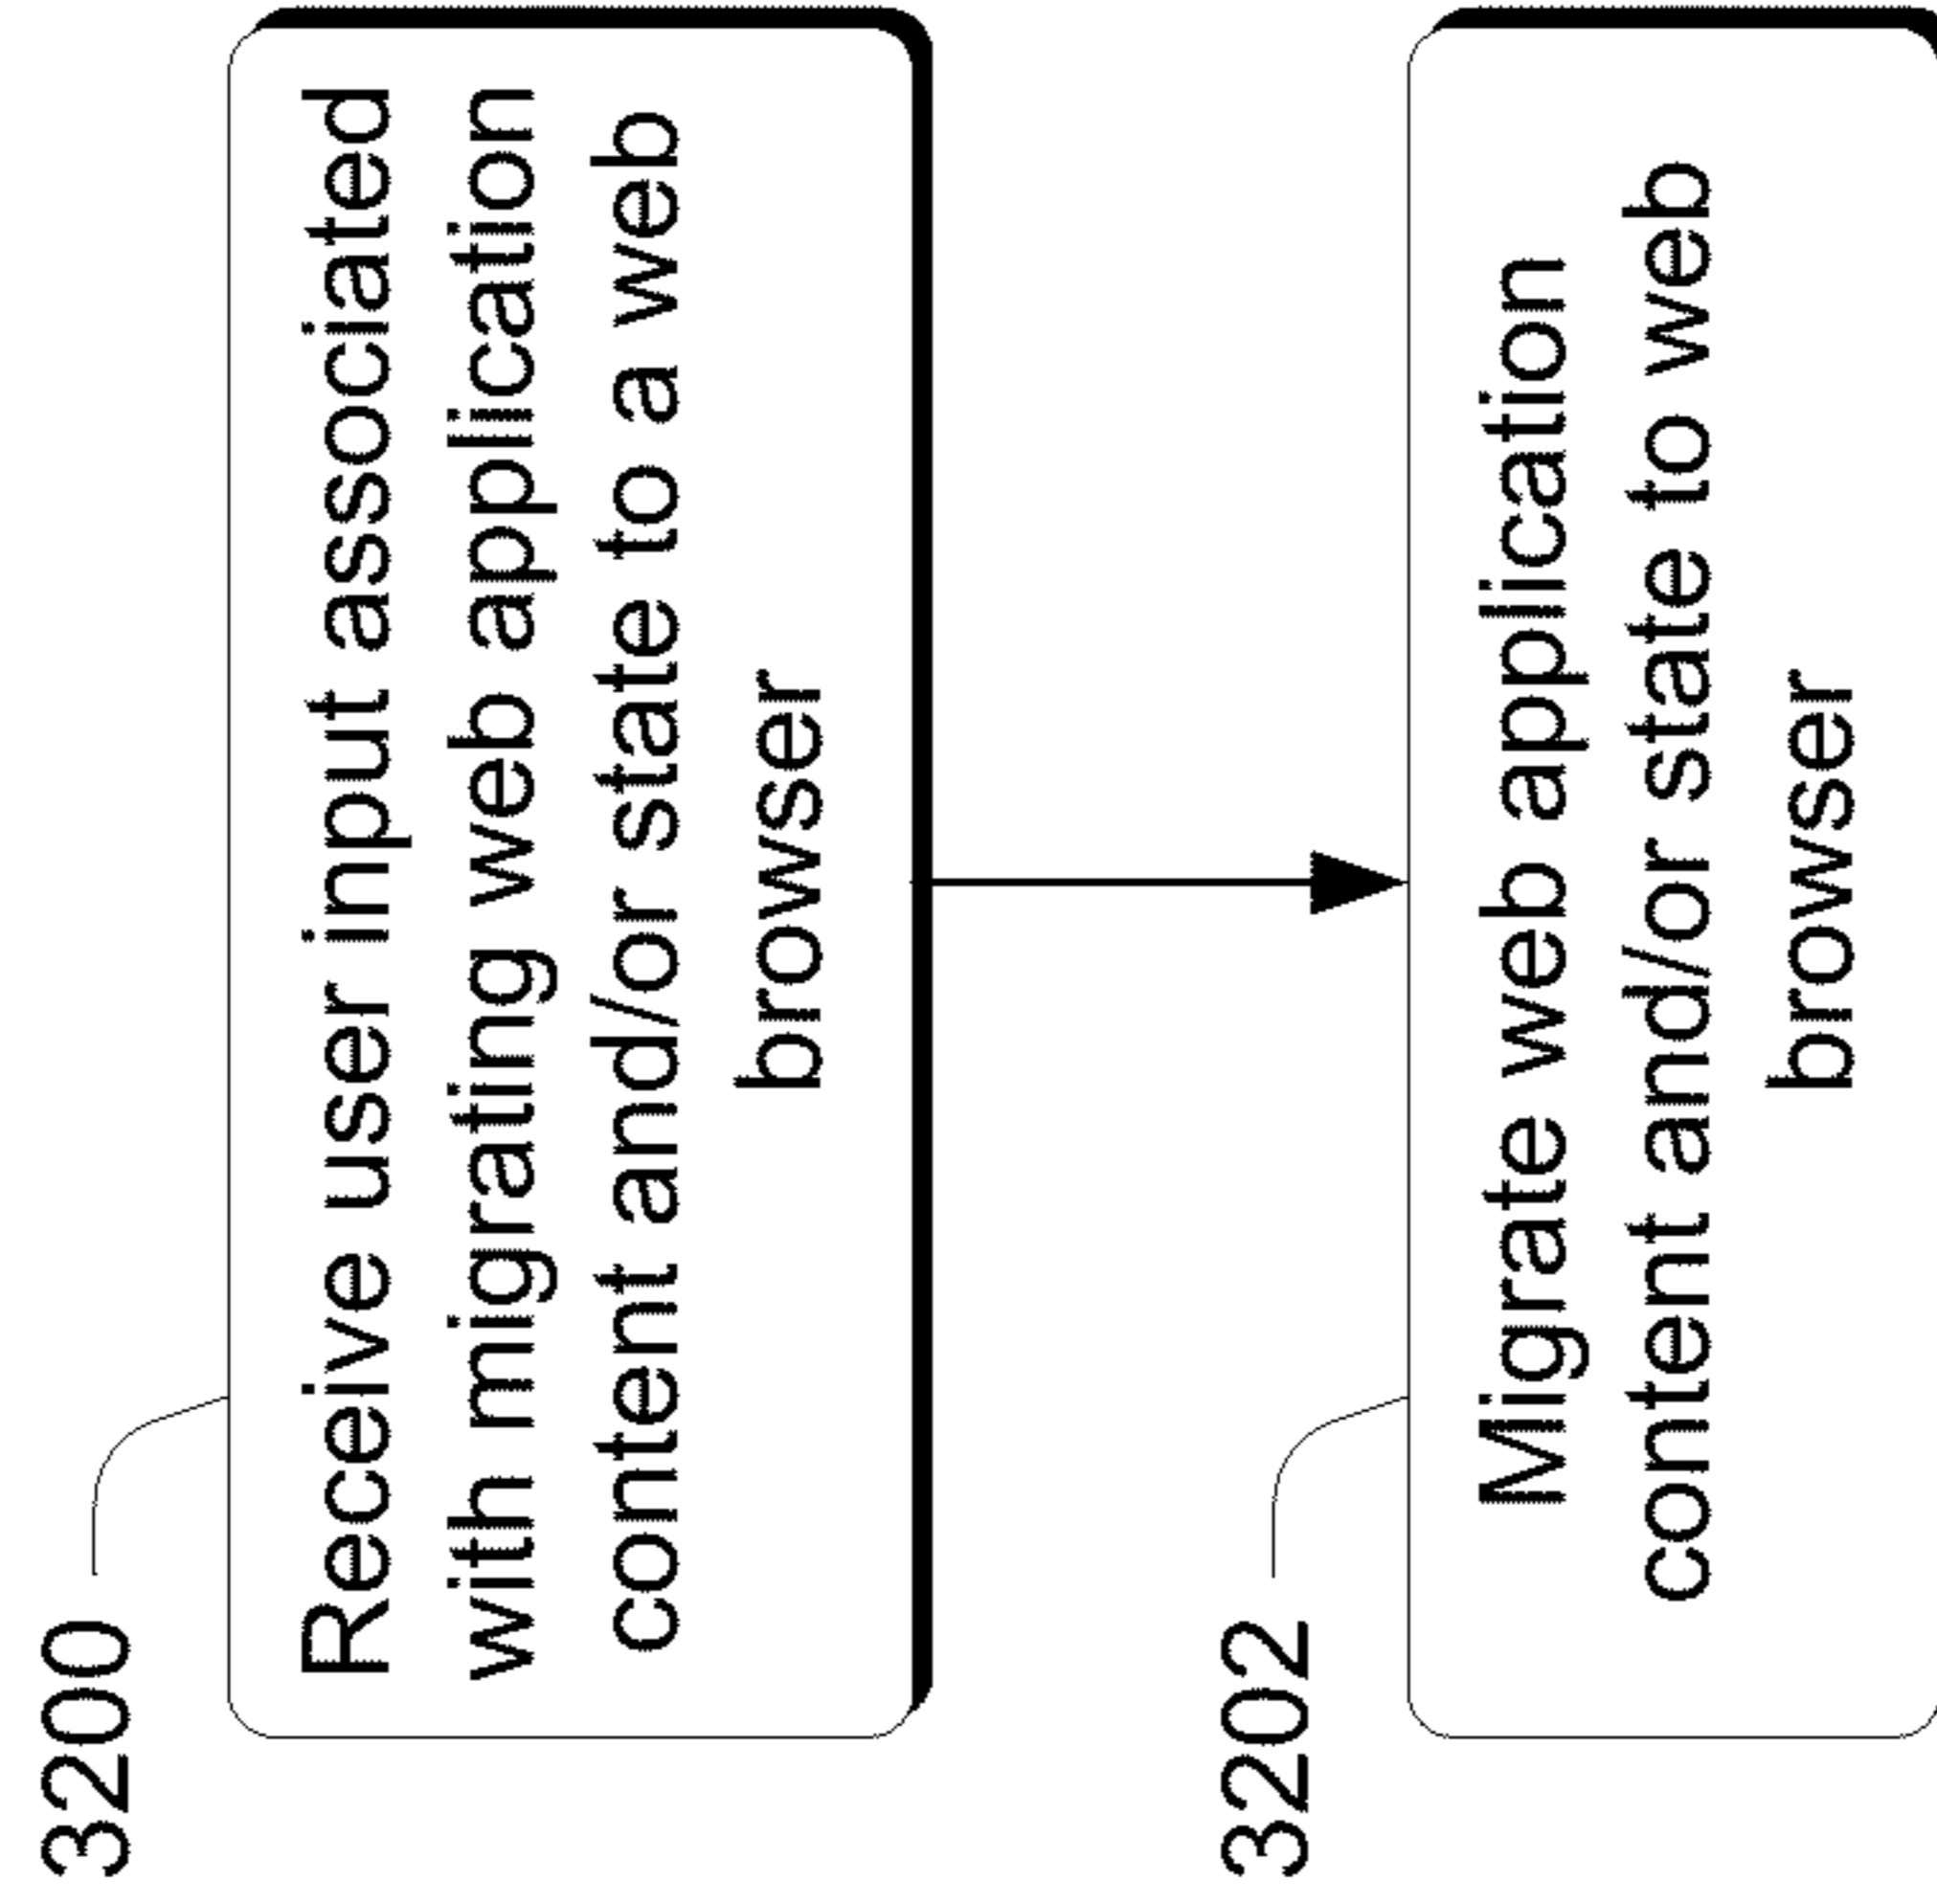 3200
Receive user input associated
with migrating web application
content and/or state to a web
browser
3202
Migrate web application
content and/or state to web
browser